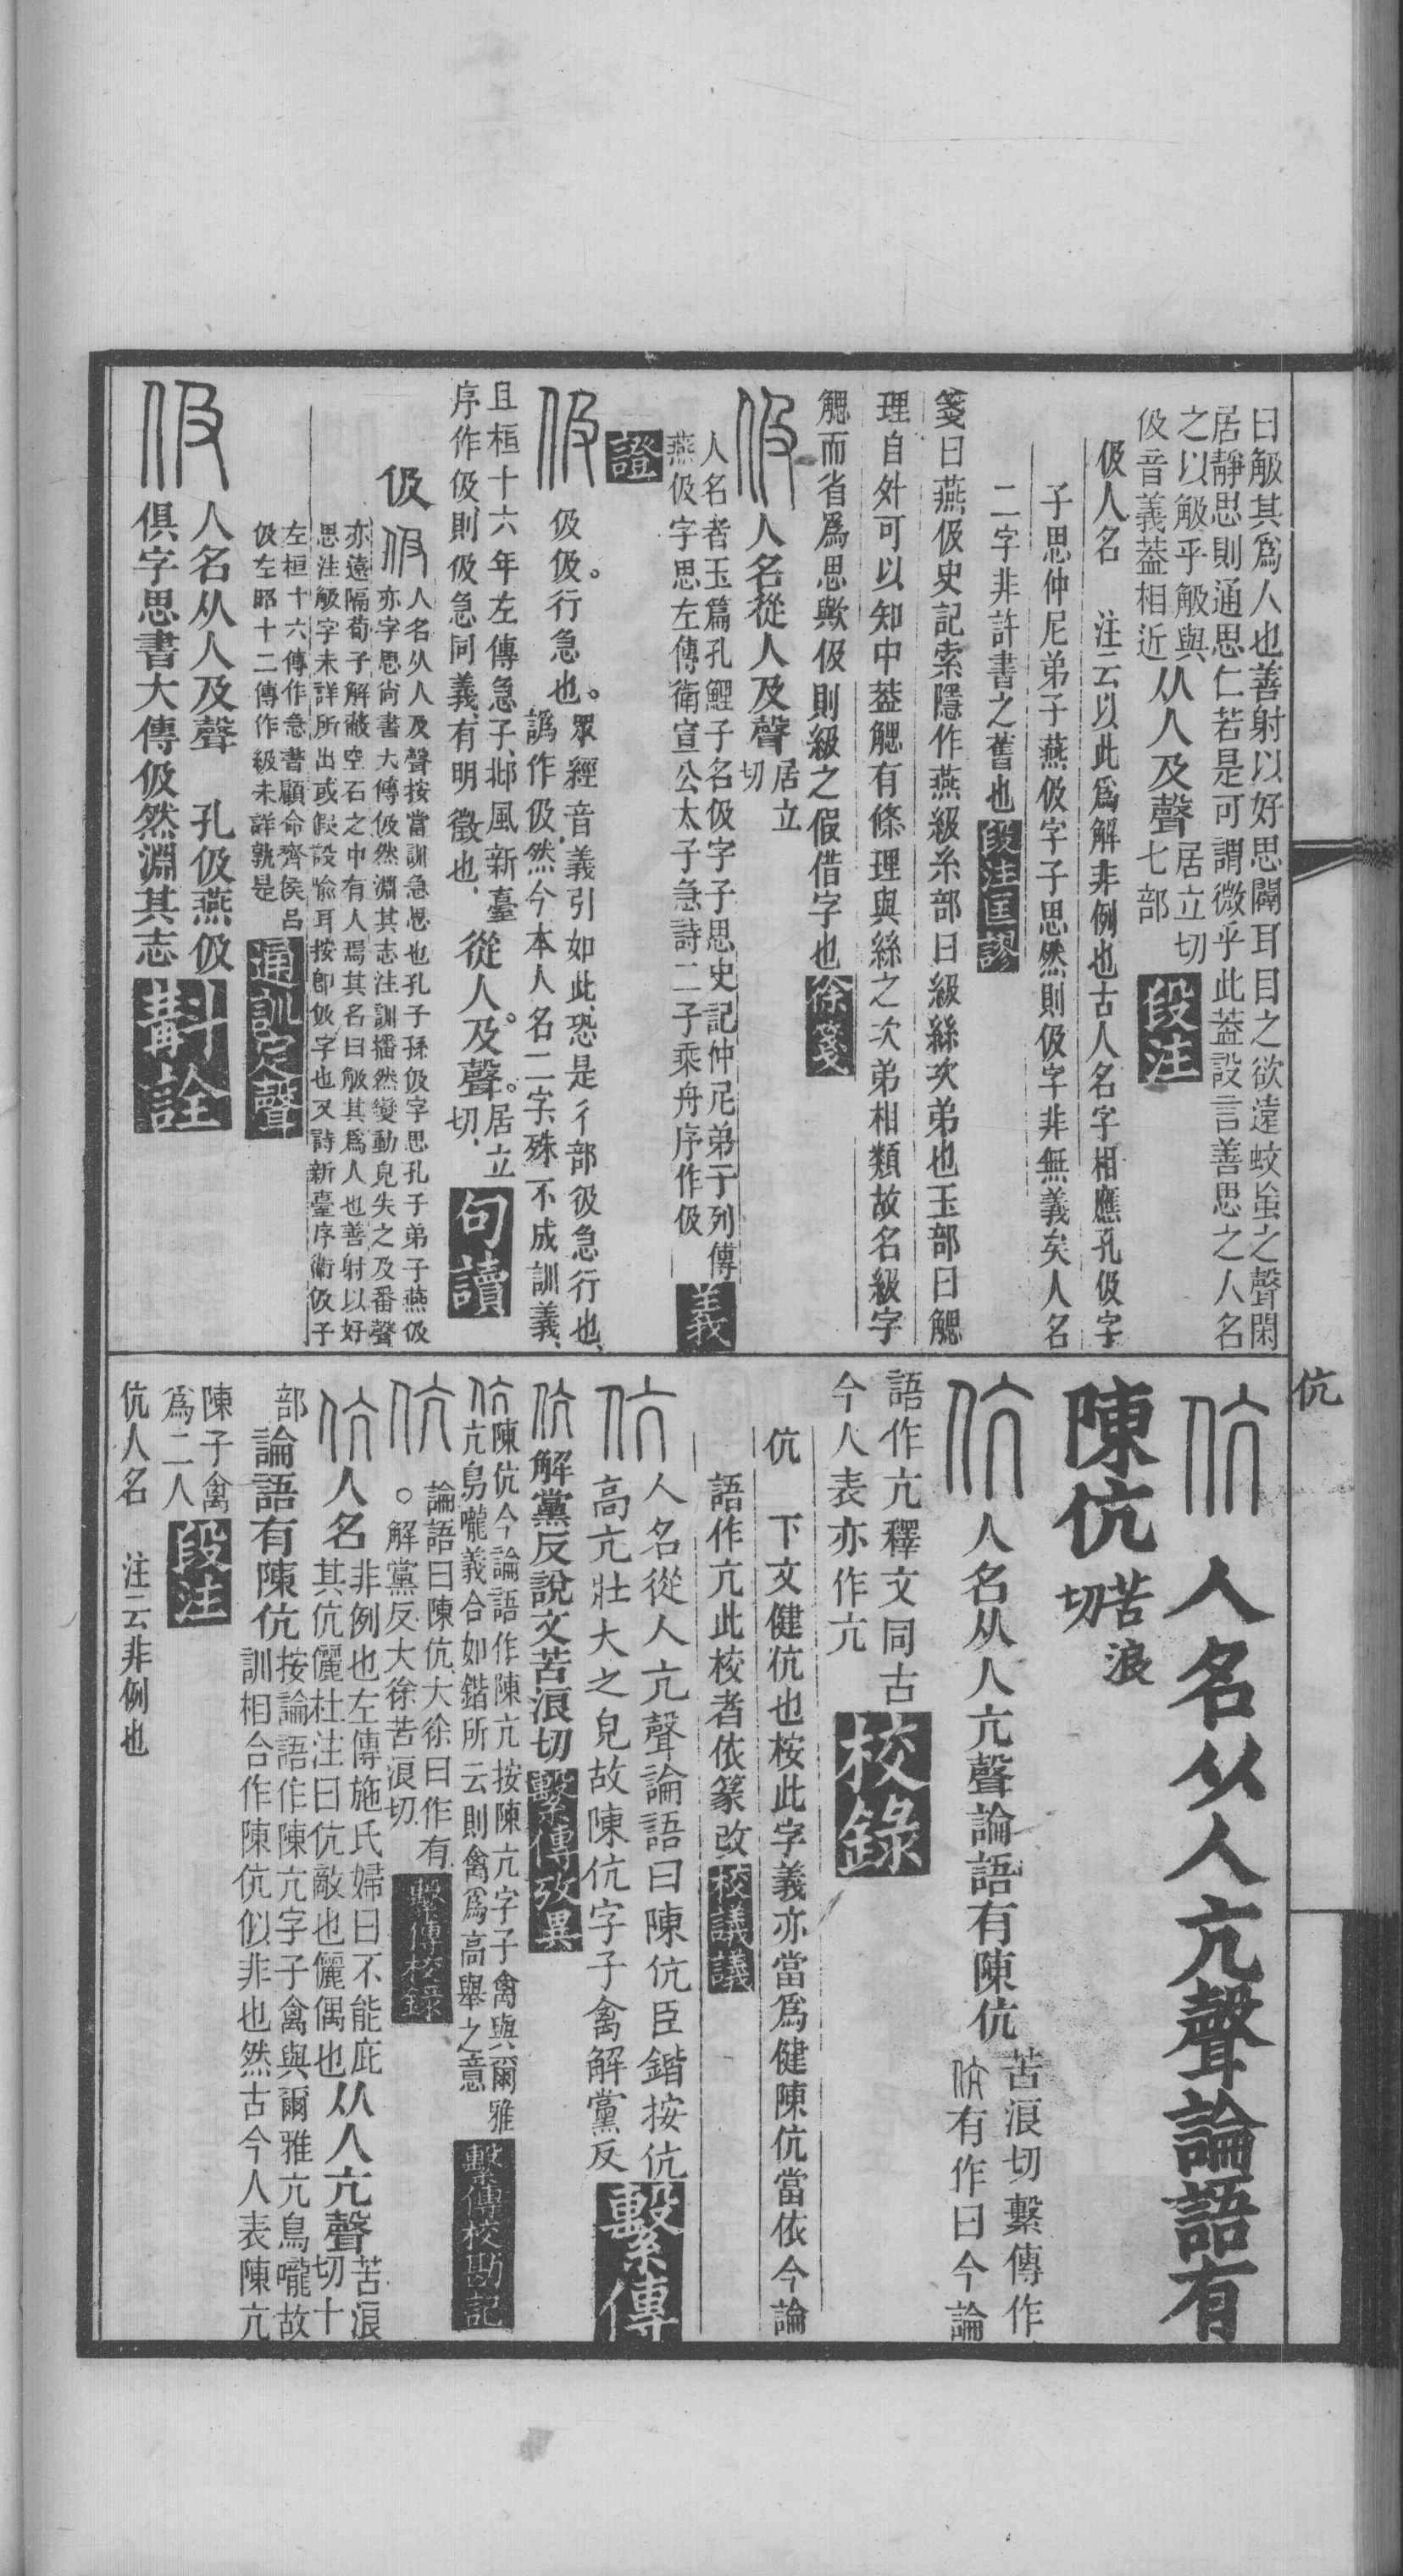 曰觙其爲人也善射以好思闢耳目之欲遠蚊虻之聲閑
居靜思則通思仁若是可謂微乎此葢設言善思之人名
之以觙乎觙與
伋音義葢相近
从人及聲
居立切
七部
段注
伋人名　注云以此爲解非例也古人名字相應孔伋字
子思仲尼弟子燕伋字子思然則伋字非無義矣人名
二字非許書之舊也
段注匡謬
箋曰燕伋史記索隱作燕級糸部曰級絲次弟也玉部曰䚡
理自外可以知中葢䚡有條理與絲之次弟相類故名級字
䚡而省爲思歟伋則級之假借字也
徐箋
伋
人名從人及聲
居立
切
人名者玉篇孔鯉子名伋字子思史記仲尼弟子列傳
燕伋字思左傳衛宣公太子急詩二子乘舟序作伋
義
證
伋
伋伋行急也
眾經音義引如此恐是彳部彶急行也
譌作伋然今本人名二字殊不成訓義
且桓十六年左傳急子邶風新臺
序作伋則伋急同義有明徵也
從人及聲
居立
切
句讀
伋
伋
人名从人及聲按當訓急思也孔子孫伋字思孔子弟子燕伋
亦字思尚書大傳伋然淵其志注訓播然變動皃失之及番聲
亦遠隔荀子解蔽空石之中有人焉其名曰觙其爲人也善射以好
思注觙字未詳所出或假設喻耳按卽伋字也又詩新臺序衛伋子
左桓十六傳作急書顧命齊侯呂
伋左昭十二傳作級未詳孰是
通訓定聲
伋
人名从人及聲　孔伋燕伋
俱字思書大傳伋然淵其志
斠詮
伉
伉
人名从人亢聲論語有
陳伉
苦浪
切
伉
人名从人亢聲論語有陳伉
苦浪切繫傳作
伉有作曰今論
語作亢釋文同古
今人表亦作亢
校錄
伉　下文健伉也桉此字義亦當爲健陳伉當依今論
語作亢此校者依篆改
校議議
伉
人名從人亢聲論語曰陳伉臣鍇按伉
高亢壯大之皃故陳伉字子禽解黨反
繫傳
伉
解黨反說文苦浪切
繫傳攷異
伉
陳伉今論語作陳亢按陳亢字子禽與爾雅
亢鳥嚨義合如鍇所云則禽爲高舉之意
繫傳校勘記
伉
論語曰陳伉大徐曰作有
○解黨反大徐苦浪切
繫傳校錄
伉
人名
非例也左傳施氏婦曰不能庇
其伉儷杜注曰伉敵也儷偶也
从人亢聲
苦浪
切十
部
論語有陳伉
按論語作陳亢字子禽與爾雅亢鳥嚨故
訓相合作陳伉似非也然古今人表陳亢
陳子禽
爲二人
段注
伉人名　注云非例也